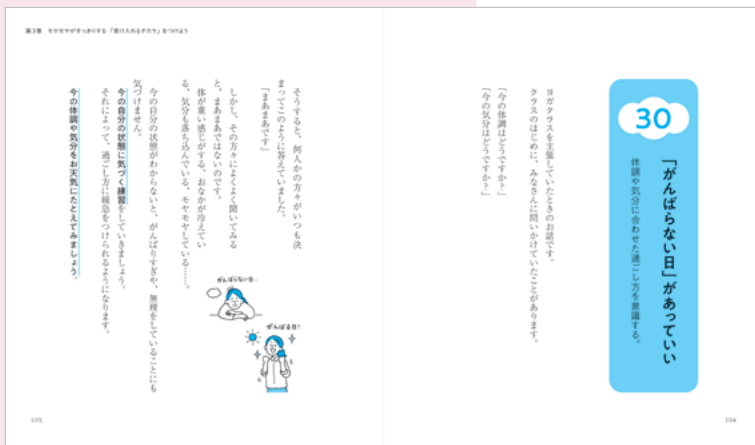 30
「がんばらない日」があっていい
体調や気分に合わせた過ごし方を意識する。
ヨガクラスを主催していたときのお話です。
クラスのはじめに、みなさんに問いかけていたことがあります。
「今の体調はどうですか？」
「今の気分はどうですか？」
104
第3章 モヤモヤがすっきりする「受け入れるチカラ」をつけよう
そうすると、何人かの方々がいつも決
まってこのように答えていました。
「まあまあです」
しかし、その方々によくよく聞いてみる
と、まあまあではないのです。
体が重い感じがする、おなかが冷えてい
る、気分も落ち込んでいる、モヤモヤしている……。
今の自分の状態がわからないと、がんばりすぎや、無理をしていることにも
気づけません。
今の自分の状態に気づく練習をしていきましょう。
それによって、過ごし方に緩急をつけられるようになります。
今の体調や気分をお天気にたとえてみましょう。
がんばらない日…
がんばる日！
105